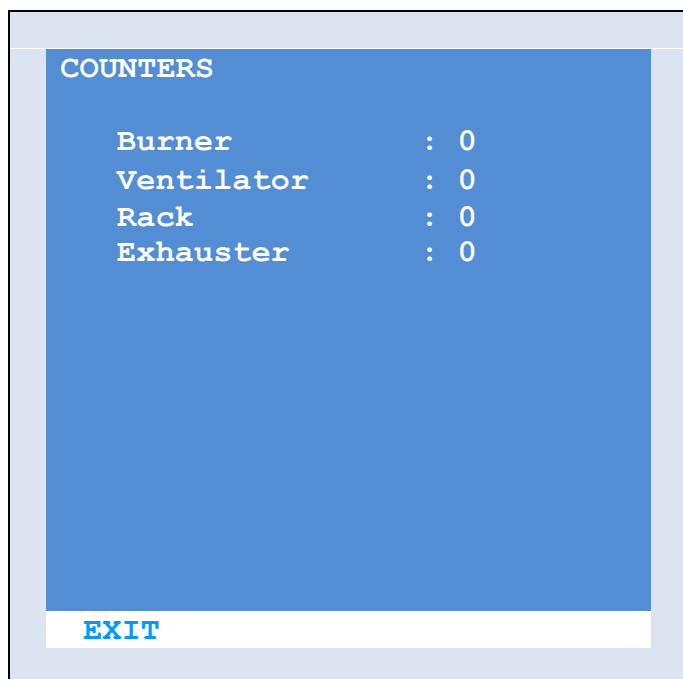 COUNTERS
Burner : 0
Ventilator : 0
Rack : 0
Exhauster : 0
EXIT